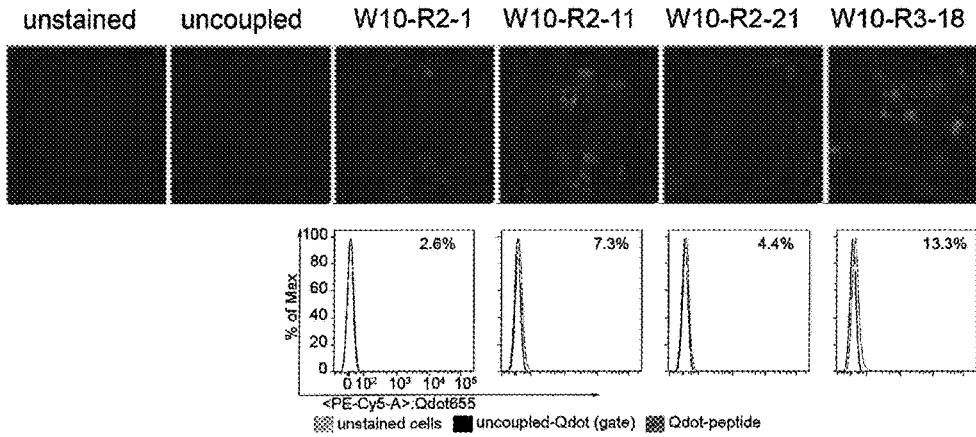 unstained uncoupled W10-R2-1 W10-R2-11 W10-R2-21 W10-R3-18
2.6% 7.3% 4.4% 13.3%
% of Max
100
80
60
40
20
0
0 10² 10³ 10⁴ 10⁵
<PE-Cy5-A>:Qdot655
unstained cells uncoupled-Qdot (gate) Qdot-peptide